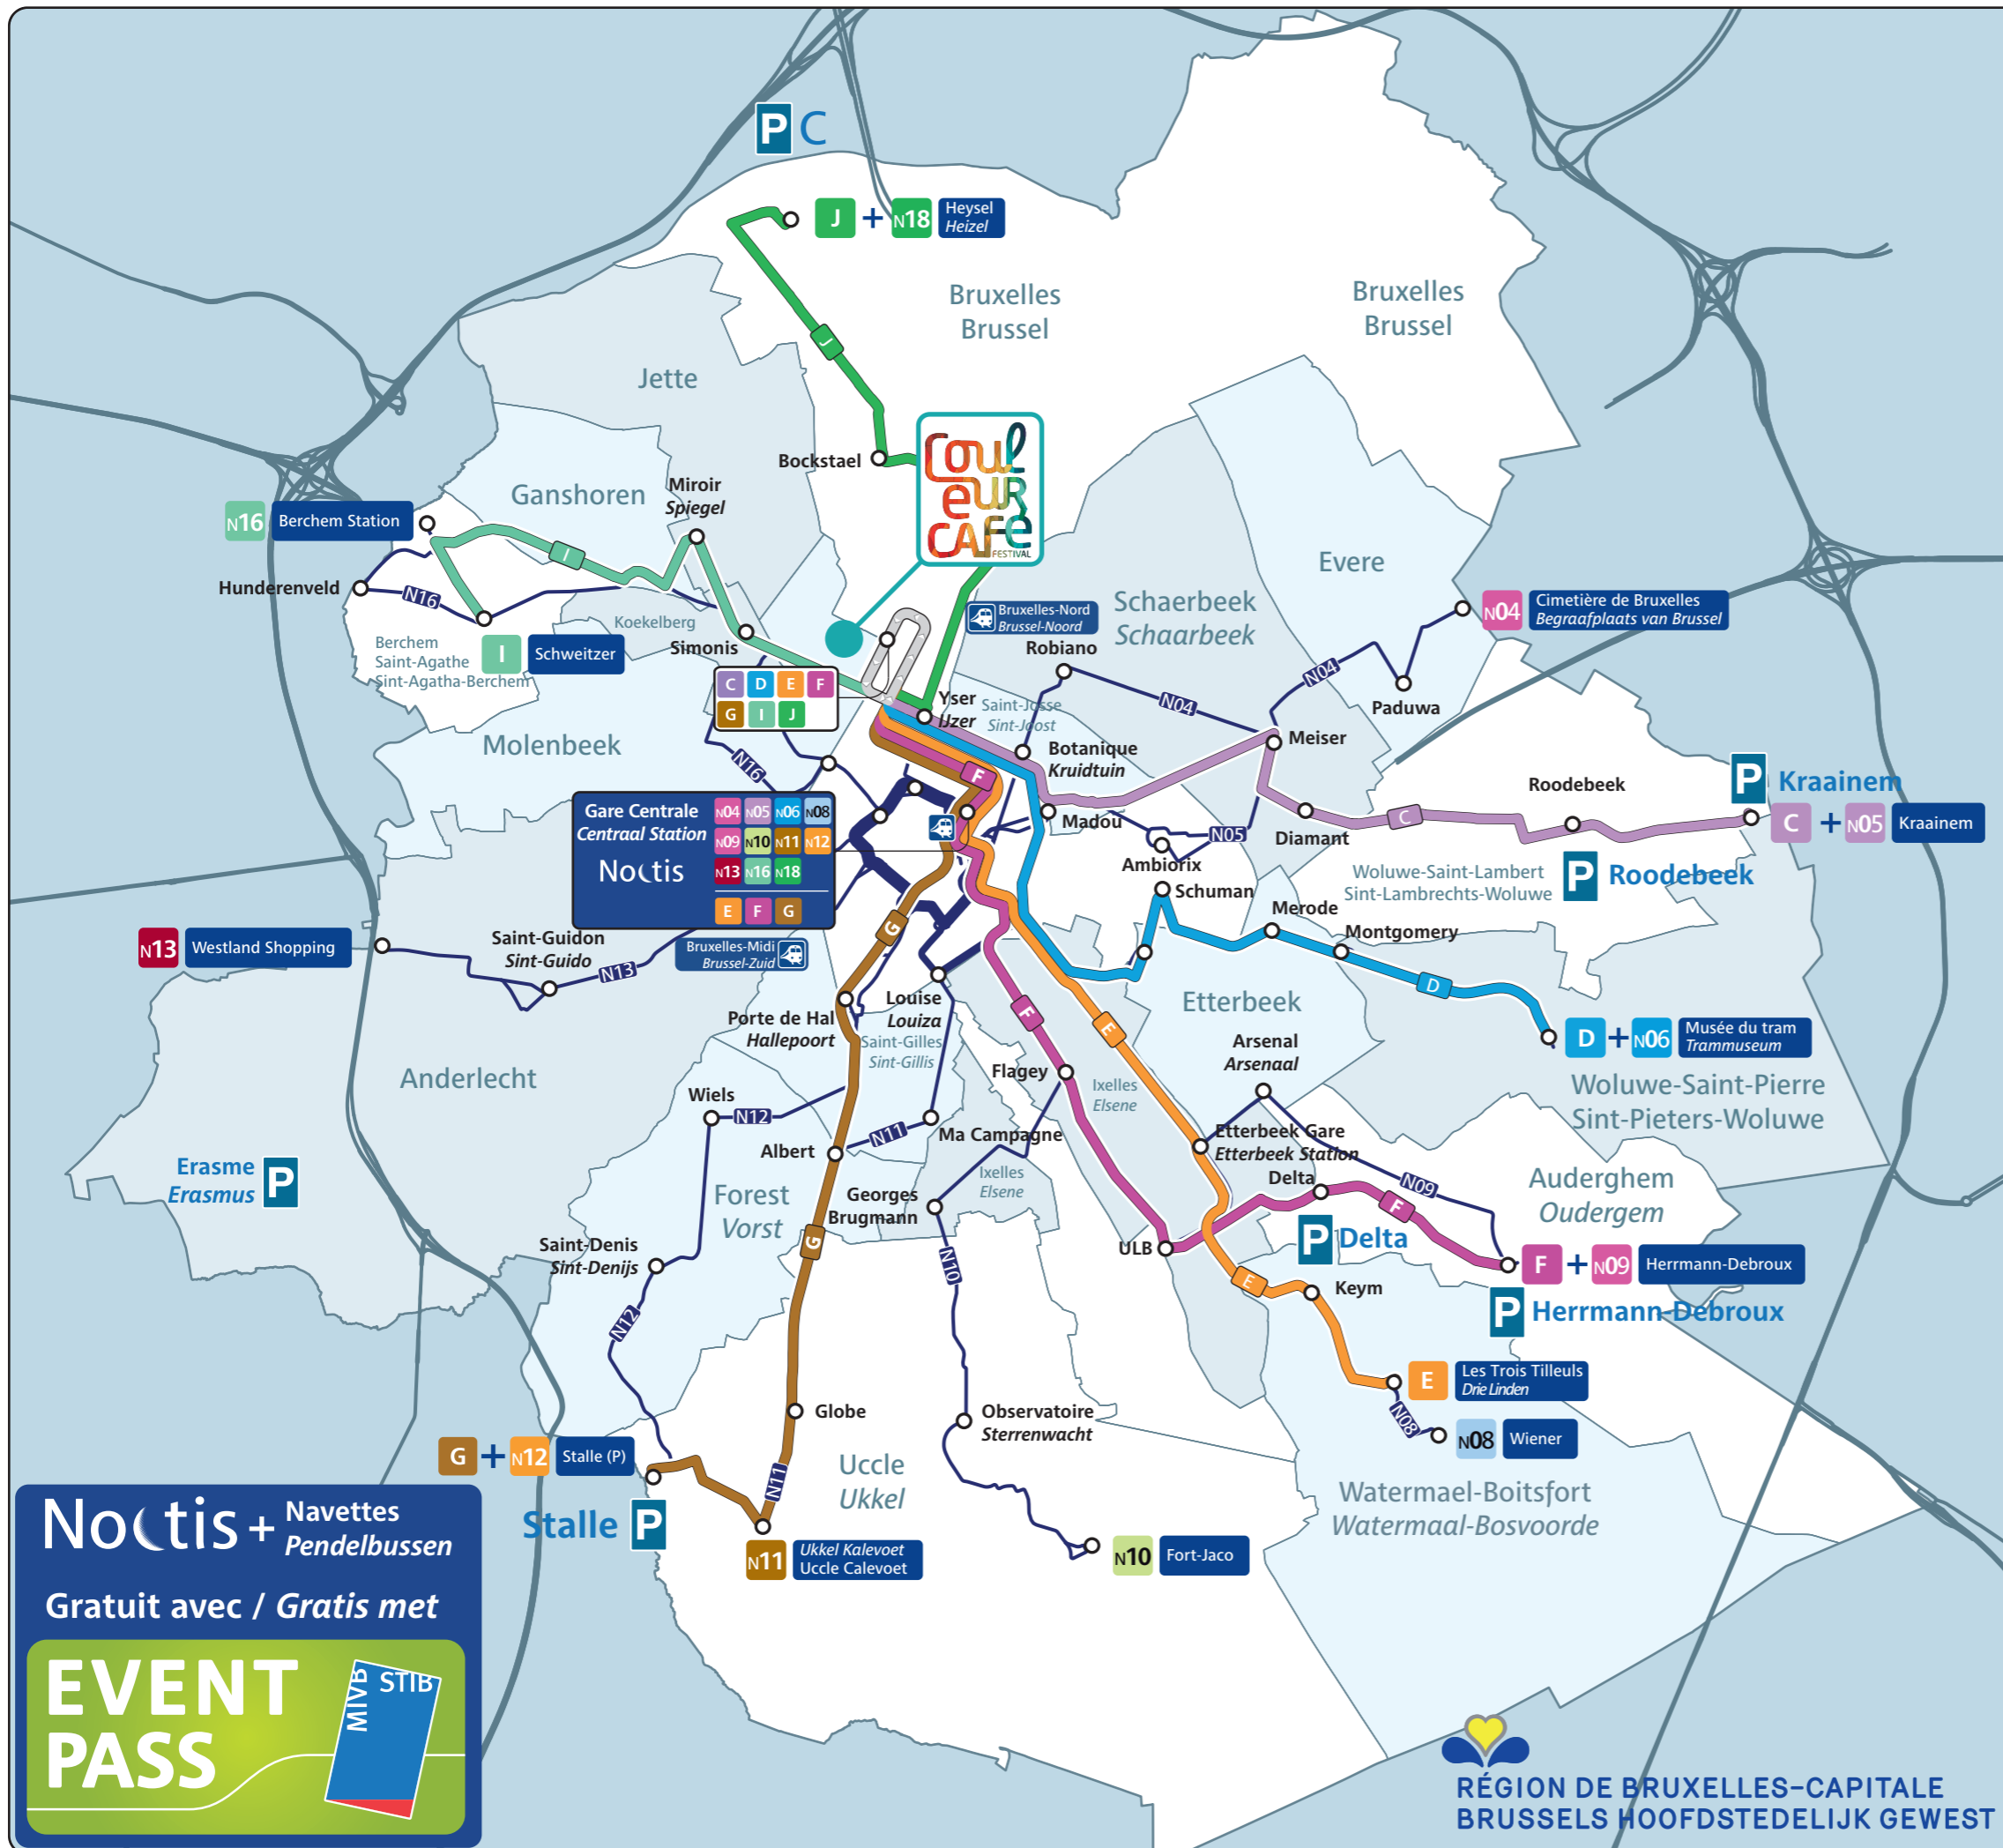 P C
J + N18 Heysel
Heizel
Bruxelles
Brussel
Bruxelles
Brussel
Jette
J
Bockstael
Couleur
Café
FESTIVAL
Ganshoren
Miroir
Spiegel
N16 Berchem Station
I
Hunderenveld
N16
Koekelberg
Simonis
Berchem
Saint-Agathe
Sint-Agatha-Berchem
I Schweitzer
Evere
Bruxelles-Nord
Brussel-Noord
Schaerbeek
Schaarbeek
Robiano
N04 Cimetière de Bruxelles
Begraafplaats van Brussel
N04
N04
Paduwa
C D E F
G I J
Yser
IJzer
Saint-Josse
Sint-Joost
Botanique
Kruidtuin
Meiser
Molenbeek
N16
F
Roodebeek
P Kraainem
C + N05 Kraainem
Gare Centrale
Centraal Station
Noctis
N04 N05 N06 N08
N09 N10 N11 N12
N13 N16 N18
E F G
Madou
N05
Diamant
C
Ambiorix
Schuman
Woluwe-Saint-Lambert
Sint-Lambrechts-Woluwe
P Roodebeek
Merode
Montgomery
N13 Westland Shopping
Saint-Guidon
Sint-Guido
N13
Bruxelles-Midi
Brussel-Zuid
G
D
Louise
Louiza
Porte de Hal
Hallepoort
Saint-Gilles
Sint-Gillis
F
E
Etterbeek
D + N06 Musée du tram
Trammuseum
Arsenal
Arsenaal
Woluwe-Saint-Pierre
Sint-Pieters-Woluwe
Anderlecht
Flagey
Ixelles
Elsene
Wiels
N12
N11
Ma Campagne
Albert
Etterbeek Gare
Etterbeek Station
Delta
N09
Erasme
Erasmus P
Forest
Vorst
Georges
Brugmann
Ixelles
Elsene
Auderghem
Oudergem
F
Saint-Denis
Sint-Denijs
G
N10
ULB
P Delta
F + N09 Herrmann-Debroux
E
Keym
P Herrmann-Debroux
N12
E Les Trois Tilleuls
Drie Linden
Globe
Observatoire
Sterrenwacht
N08
N08 Wiener
G + N12 Stalle (P)
N11
Uccle
Ukkel
Watermael-Boitsfort
Watermaal-Bosvoorde
Stalle P
N11 Ukkel Kalevoet
Uccle Calevoet
N10 Fort-Jaco
Noctis + Navettes
Pendelbussen
Gratuit avec / Gratis met
EVENT
PASS
MIVB STIB
RÉGION DE BRUXELLES-CAPITALE
BRUSSELS HOOFDSTEDELIJK GEWEST